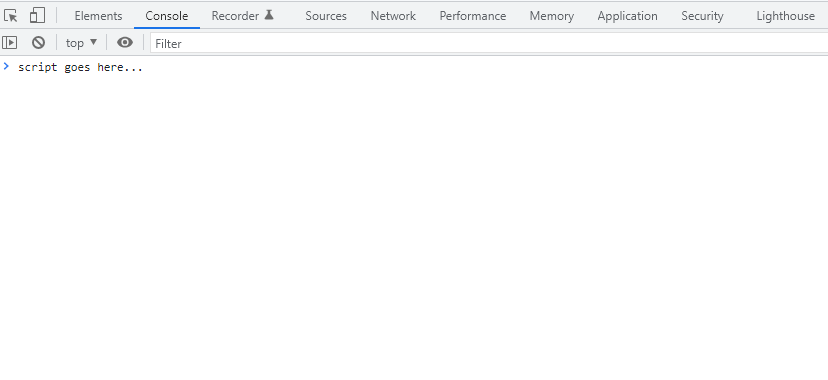 Elements Console Recorder Sources Network Performance Memory Application Security Lighthouse
top Filter
script goes here...